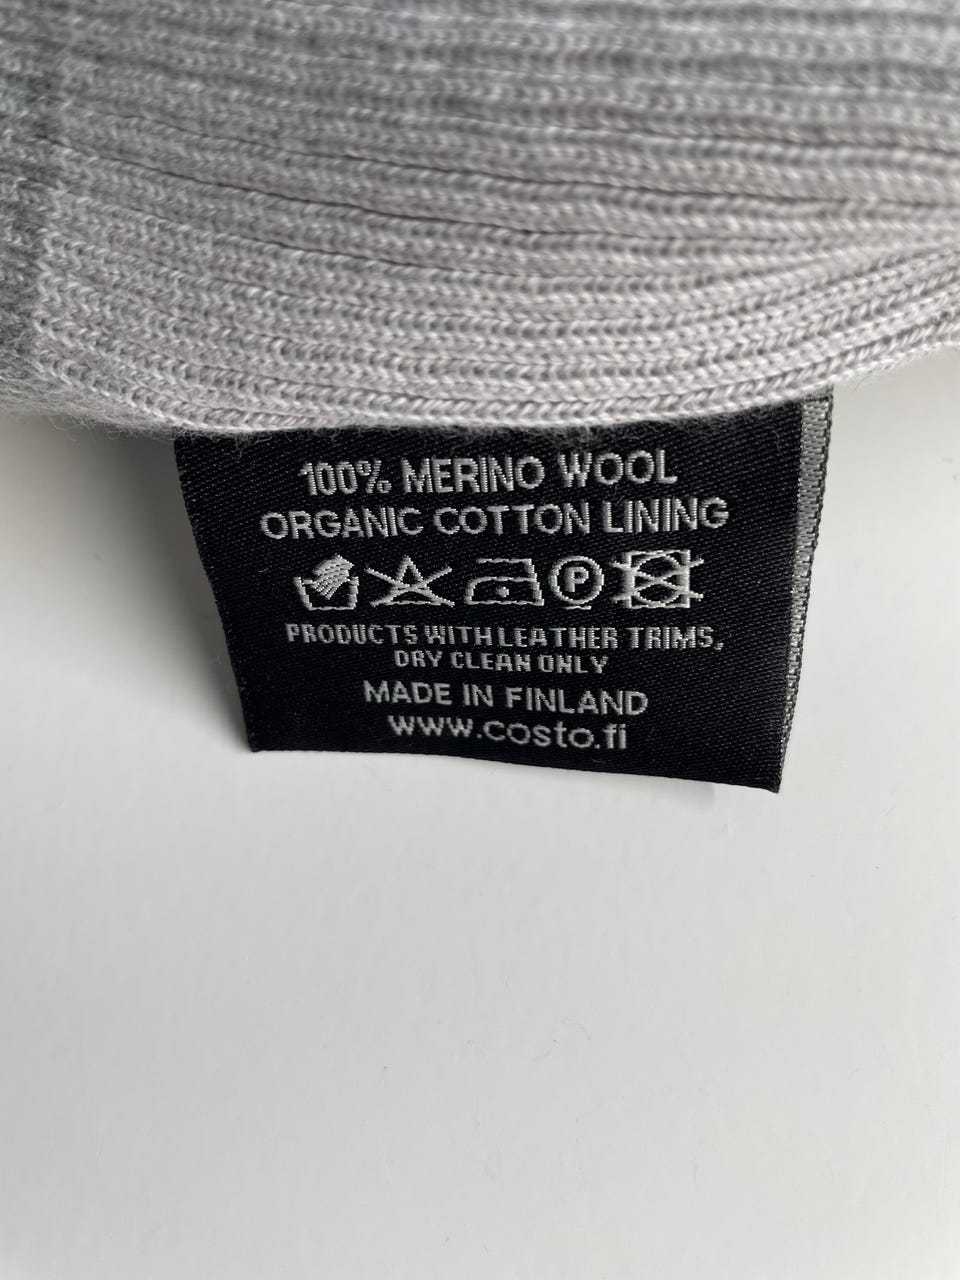 100% MERINO WOOL
ORGANIC COTTON LINING
P
PRODUCTS WITH LEATHER TRIMS,
DRY CLEAN ONLY
MADE IN FINLAND
www.costo.fi